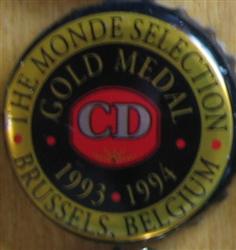 THE MONDE SELECTION
GOLD MEDAL
CD
1993 • 1994
BRUSSELS, BELGIUM